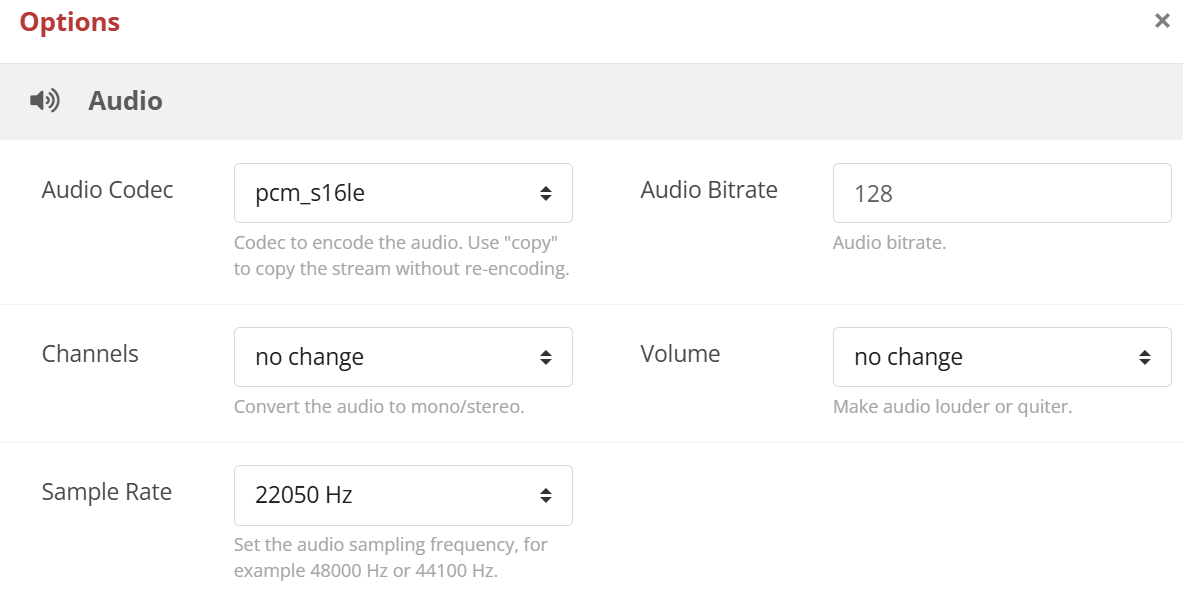 Options
×
Audio
Audio Codec
pcm_s16le
Codec to encode the audio. Use "copy"
to copy the stream without re-encoding.
Audio Bitrate
128
Audio bitrate.
Channels
no change
Convert the audio to mono/stereo.
Volume
no change
Make audio louder or quiter.
Sample Rate
22050 Hz
Set the audio sampling frequency, for
example 48000 Hz or 44100 Hz.